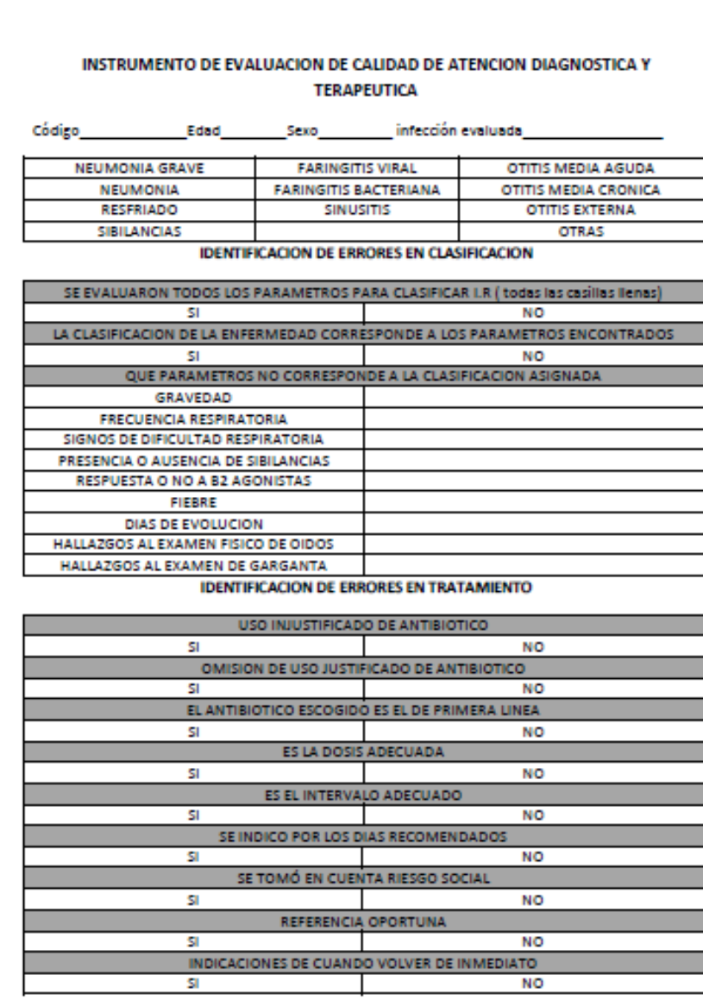 INSTRUMENTO DE EVALUACION DE CALIDAD DE ATENCION DIAGNOSTICA Y
TERAPEUTICA
Código______________Edad_________Sexo__________ infección evaluada___________________
NEUMONIA GRAVE FARINGITIS VIRAL OTITIS MEDIA AGUDA
NEUMONIA FARINGITIS BACTERIANA OTITIS MEDIA CRONICA
RESFRIADO SINUSITIS OTITIS EXTERNA
SIBILANCIAS OTRAS
IDENTIFICACION DE ERRORES EN CLASIFICACION
SE EVALUARON TODOS LOS PARAMETROS PARA CLASIFICAR I.R ( todas las casillas llenas)
SI NO
LA CLASIFICACION DE LA ENFERMEDAD CORRESPONDE A LOS PARAMETROS ENCONTRADOS
SI NO
QUE PARAMETROS NO CORRESPONDE A LA CLASIFICACION ASIGNADA
GRAVEDAD
FRECUENCIA RESPIRATORIA
SIGNOS DE DIFICULTAD RESPIRATORIA
PRESENCIA O AUSENCIA DE SIBILANCIAS
RESPUESTA O NO A B2 AGONISTAS
FIEBRE
DIAS DE EVOLUCION
HALLAZGOS AL EXAMEN FISICO DE OIDOS
HALLAZGOS AL EXAMEN DE GARGANTA
IDENTIFICACION DE ERRORES EN TRATAMIENTO
USO INJUSTIFICADO DE ANTIBIOTICO
SI NO
OMISION DE USO JUSTIFICADO DE ANTIBIOTICO
SI NO
EL ANTIBIOTICO ESCOGIDO ES EL DE PRIMERA LINEA
SI NO
ES LA DOSIS ADECUADA
SI NO
ES EL INTERVALO ADECUADO
SI NO
SE INDICO POR LOS DIAS RECOMENDADOS
SI NO
SE TOMÓ EN CUENTA RIESGO SOCIAL
SI NO
REFERENCIA OPORTUNA
SI NO
INDICACIONES DE CUANDO VOLVER DE INMEDIATO
SI NO